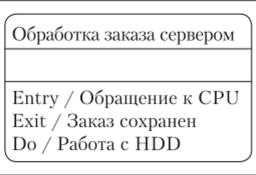 Обработка заказа сервером
Entry / Обращение к CPU
Exit / Заказ сохранен
Do / Работа с HDD